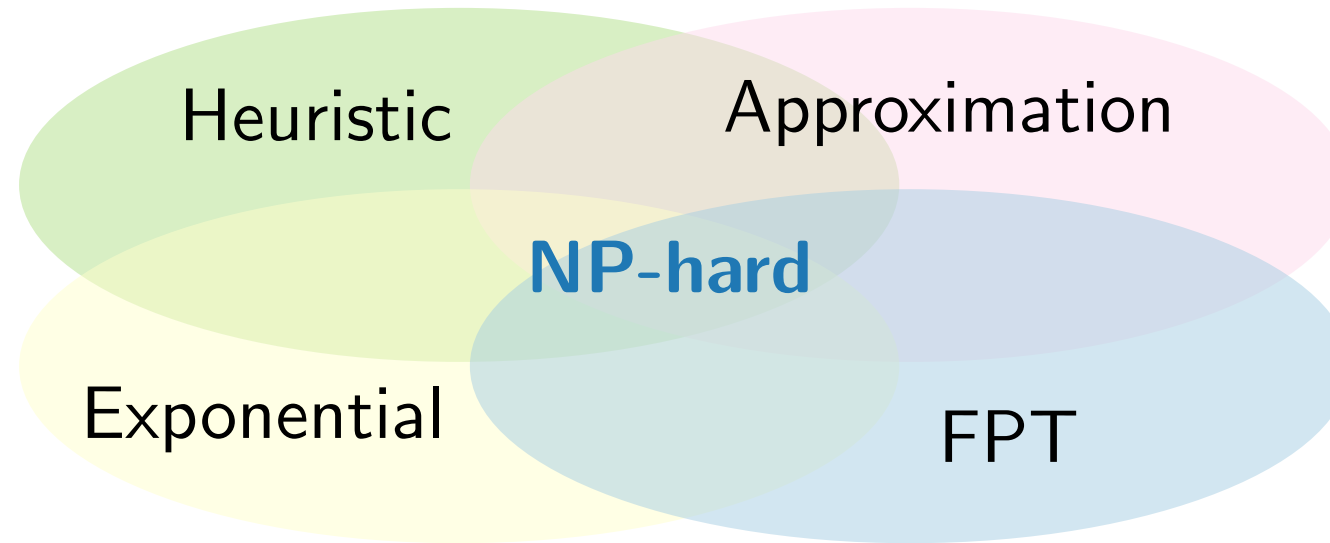 Heuristic
Approximation
NP-hard
Exponential
FPT